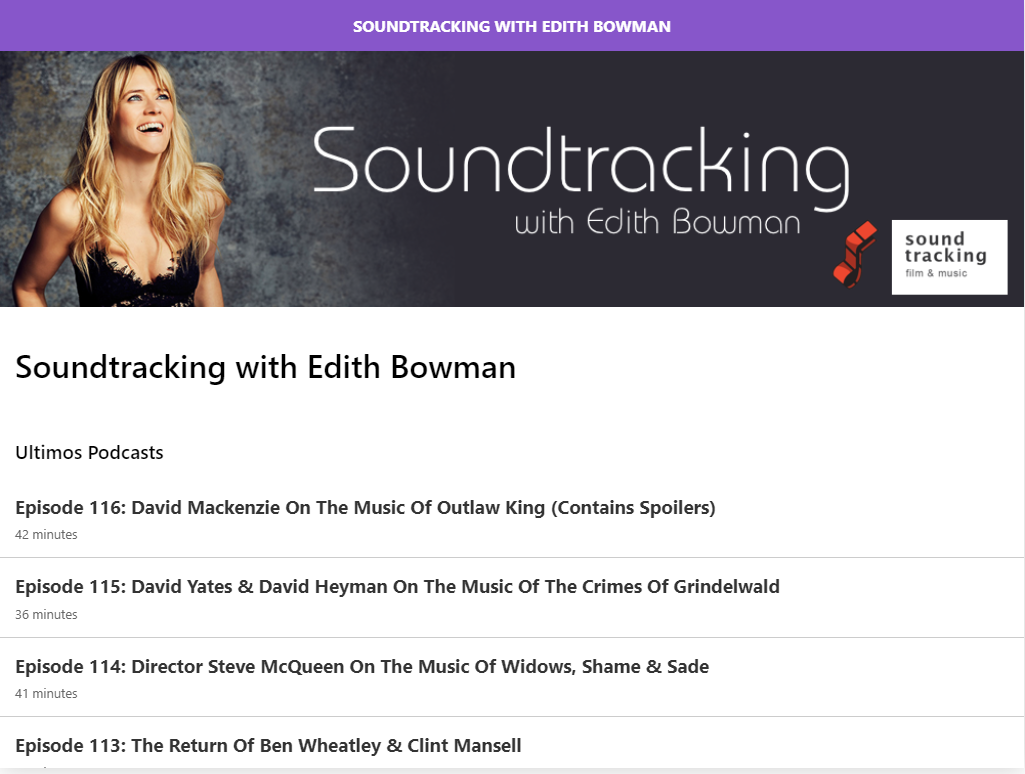 SOUNDTRACKING WITH EDITH BOWMAN
Soundtracking
with Edith Bowman
sound
tracking
film & music
Soundtracking with Edith Bowman
Ultimos Podcasts
Episode 116: David Mackenzie On The Music Of Outlaw King (Contains Spoilers)
42 minutes
Episode 115: David Yates & David Heyman On The Music Of The Crimes Of Grindelwald
36 minutes
Episode 114: Director Steve McQueen On The Music Of Widows, Shame & Sade
41 minutes
Episode 113: The Return Of Ben Wheatley & Clint Mansell